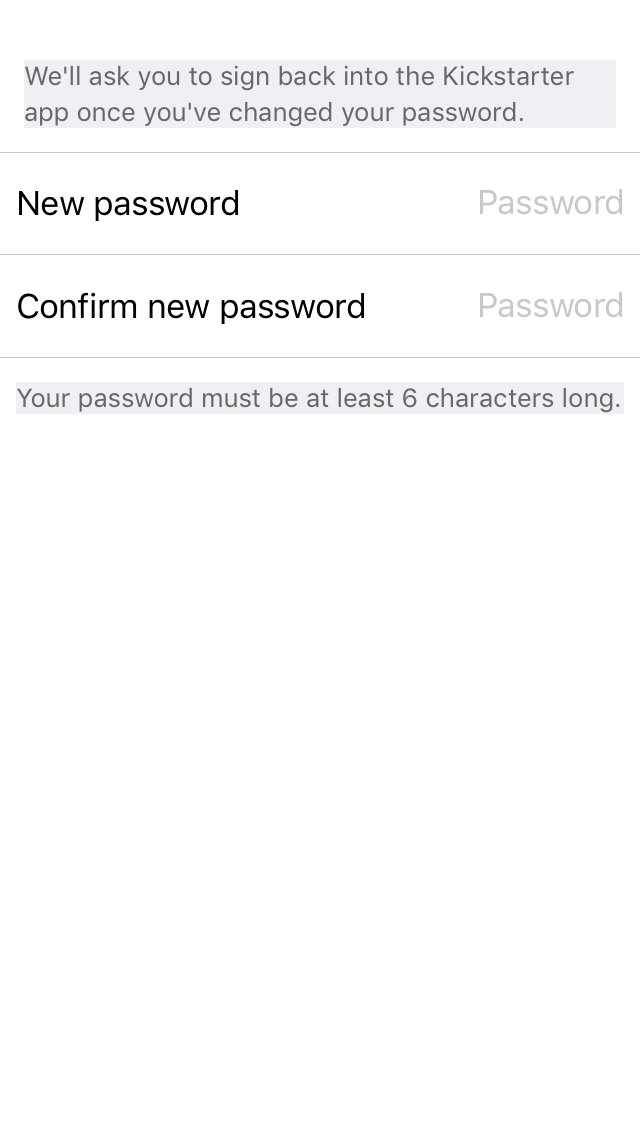 We'll ask you to sign back into the Kickstarter
app once you've changed your password.
New password Password
Confirm new password Password
Your password must be at least 6 characters long.